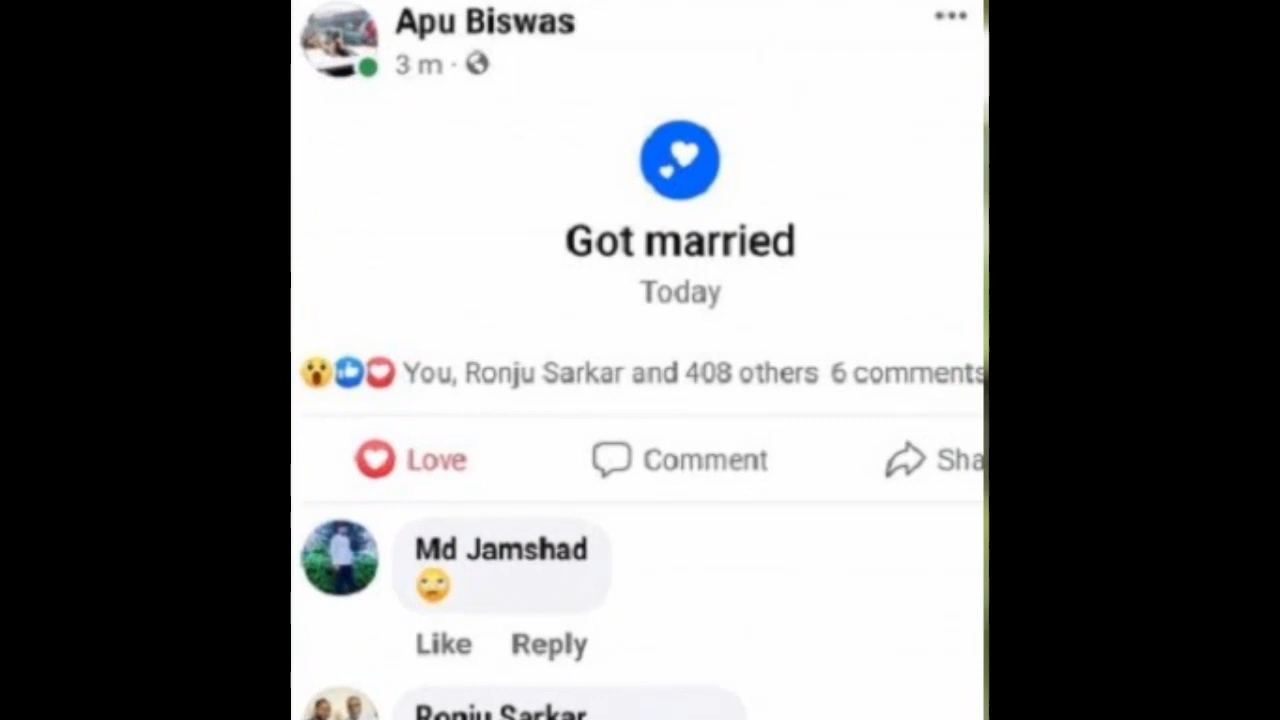 Apu Biswas
3 m ·
Got married
Today
You, Ronju Sarkar and 408 others 6 comments
Love Comment Sha
Md Jamshad
Like Reply
Ronju Sarkar